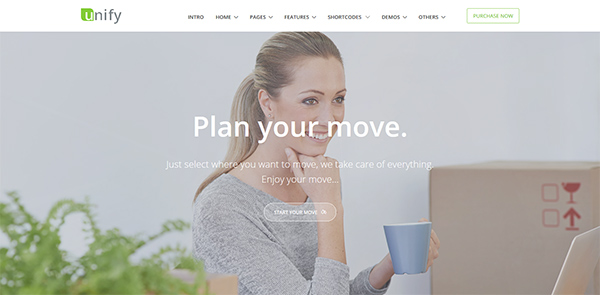 unify
INTRO HOME PAGES FEATURES SHORTCODES DEMOS OTHERS PURCHASE NOW
Plan your move.
Just select where you want to move, we take care of everything.
Enjoy your move...
START YOUR MOVE